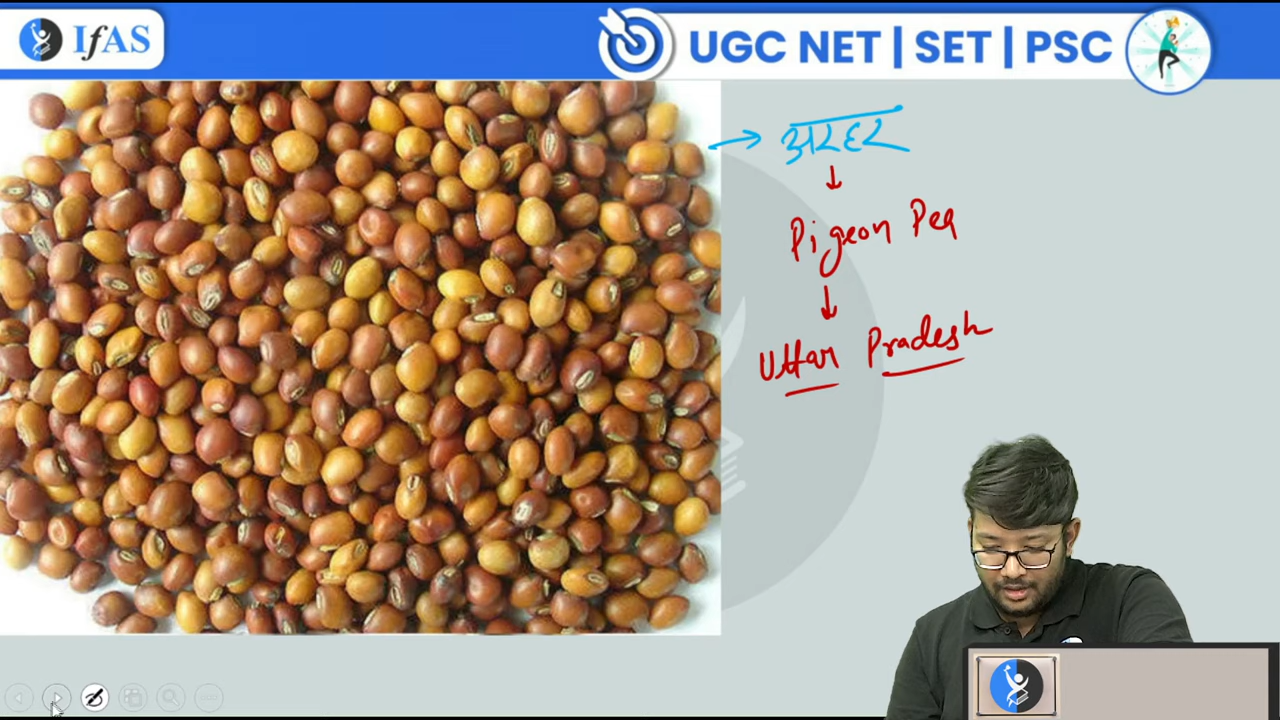 IfAS
UGC NET | SET | PSC
अरहर
Pigeon Pea
Uttar Pradesh